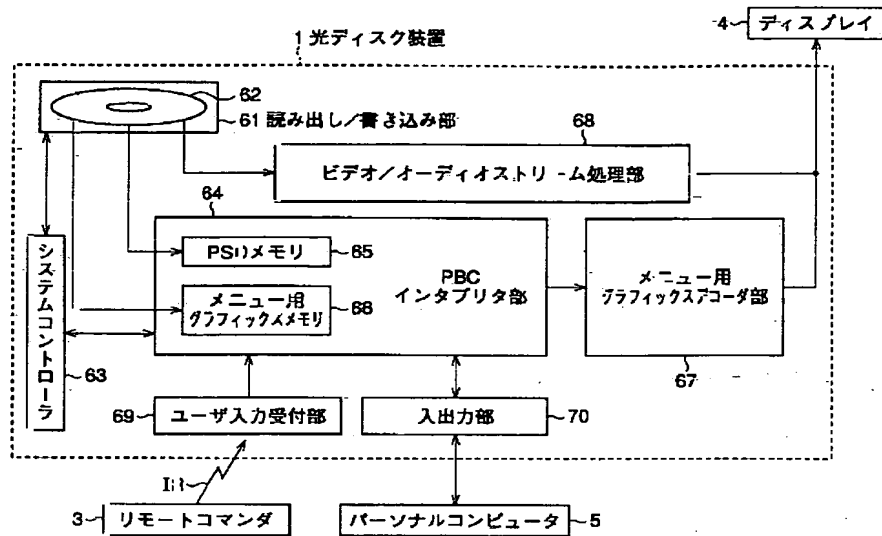 4 ディスプレイ
1 光ディスク装置
62
61 読み出し／書き込み部
68
ビデオ／オーディオストリーム処理部
64
PSDメモリ 65
PBC
インタプリタ部
メニュー用
グラフィックスメモリ 66
メニュー用
グラフィックスデコーダ部
67
システムコントローラ
63
69 ユーザ入力受付部
入出力部 70
IR
3 リモートコマンダ
パーソナルコンピュータ 5